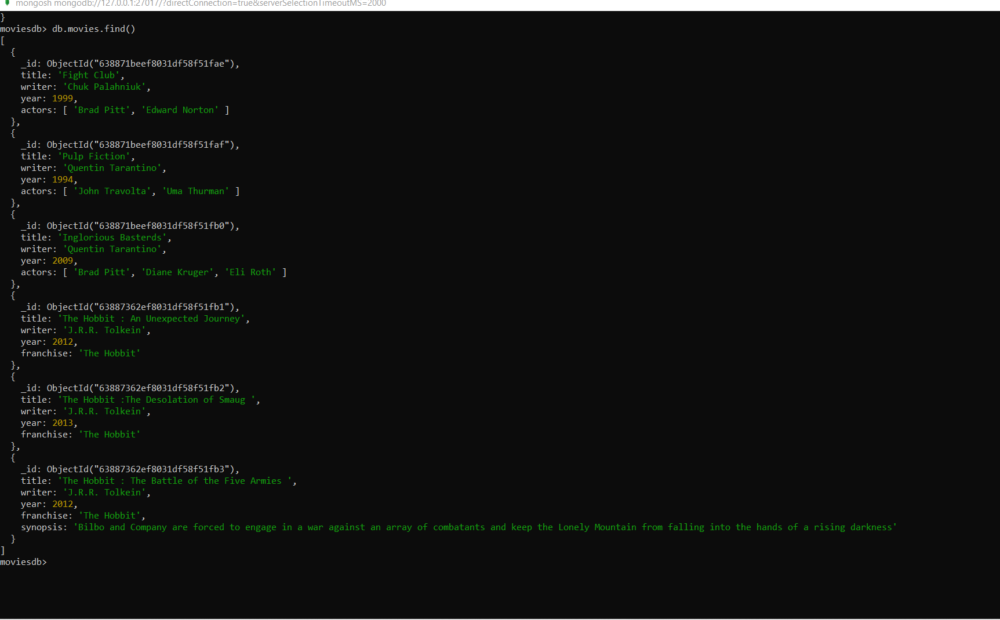 mongosh mongodb://127.0.0.1:27017/?directConnection=true&serverSelectionTimeoutMS=2000
}
moviesdb> db.movies.find()
[
  {
    _id: ObjectId("638871beef8031df58f51fae"),
    title: 'Fight Club',
    writer: 'Chuk Palahniuk',
    year: 1999,
    actors: [ 'Brad Pitt', 'Edward Norton' ]
  },
  {
    _id: ObjectId("638871beef8031df58f51faf"),
    title: 'Pulp Fiction',
    writer: 'Quentin Tarantino',
    year: 1994,
    actors: [ 'John Travolta', 'Uma Thurman' ]
  },
  {
    _id: ObjectId("638871beef8031df58f51fb0"),
    title: 'Inglorious Basterds',
    writer: 'Quentin Tarantino',
    year: 2009,
    actors: [ 'Brad Pitt', 'Diane Kruger', 'Eli Roth' ]
  },
  {
    _id: ObjectId("63887362ef8031df58f51fb1"),
    title: 'The Hobbit : An Unexpected Journey',
    writer: 'J.R.R. Tolkein',
    year: 2012,
    franchise: 'The Hobbit'
  },
  {
    _id: ObjectId("63887362ef8031df58f51fb2"),
    title: 'The Hobbit :The Desolation of Smaug ',
    writer: 'J.R.R. Tolkein',
    year: 2013,
    franchise: 'The Hobbit'
  },
  {
    _id: ObjectId("63887362ef8031df58f51fb3"),
    title: 'The Hobbit : The Battle of the Five Armies ',
    writer: 'J.R.R. Tolkein',
    year: 2012,
    franchise: 'The Hobbit',
    synopsis: 'Bilbo and Company are forced to engage in a war against an array of combatants and keep the Lonely Mountain from falling into the hands of a rising darkness'
  }
]
moviesdb>